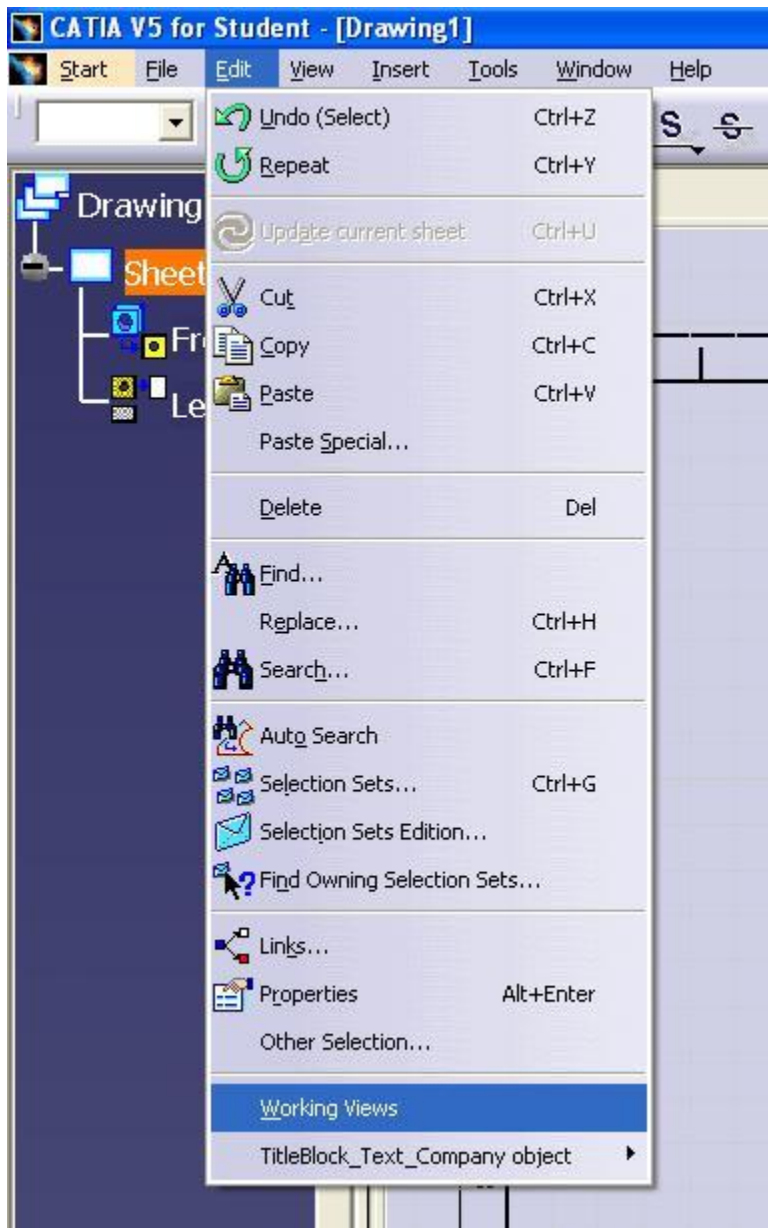 CATIA V5 for Student - [Drawing1]
Start File Edit View Insert Tools Window Help
Undo (Select) Ctrl+Z
S S
Repeat Ctrl+Y
Drawing
Update current sheet Ctrl+U
Sheet
Cut Ctrl+X
Fr
Copy Ctrl+C
Le
Paste Ctrl+V
Paste Special...
Delete Del
Find...
Replace... Ctrl+H
Search... Ctrl+F
Auto Search
Selection Sets... Ctrl+G
Selection Sets Edition...
Find Owning Selection Sets...
Links...
Properties Alt+Enter
Other Selection...
Working Views
TitleBlock_Text_Company object